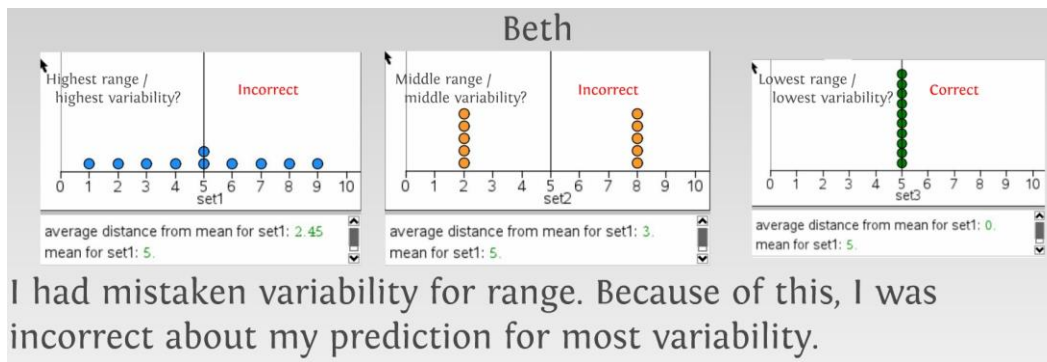 Beth
Highest range /
highest variability?
Incorrect
0 1 2 3 4 5 6 7 8 9 10
set1
average distance from mean for set1: 2.45
mean for set1: 5.
Middle range /
middle variability?
Incorrect
0 1 2 3 4 5 6 7 8 9 10
set2
average distance from mean for set1: 3.
mean for set1: 5.
Lowest range /
lowest variability?
Correct
0 1 2 3 4 5 6 7 8 9 10
set3
average distance from mean for set1: 0.
mean for set1: 5.
I had mistaken variability for range. Because of this, I was
incorrect about my prediction for most variability.